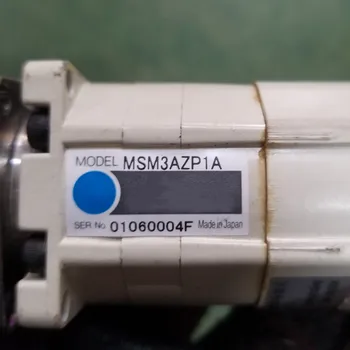 MODEL MSM3AZP1A
SER No 01060004F Made in Japan